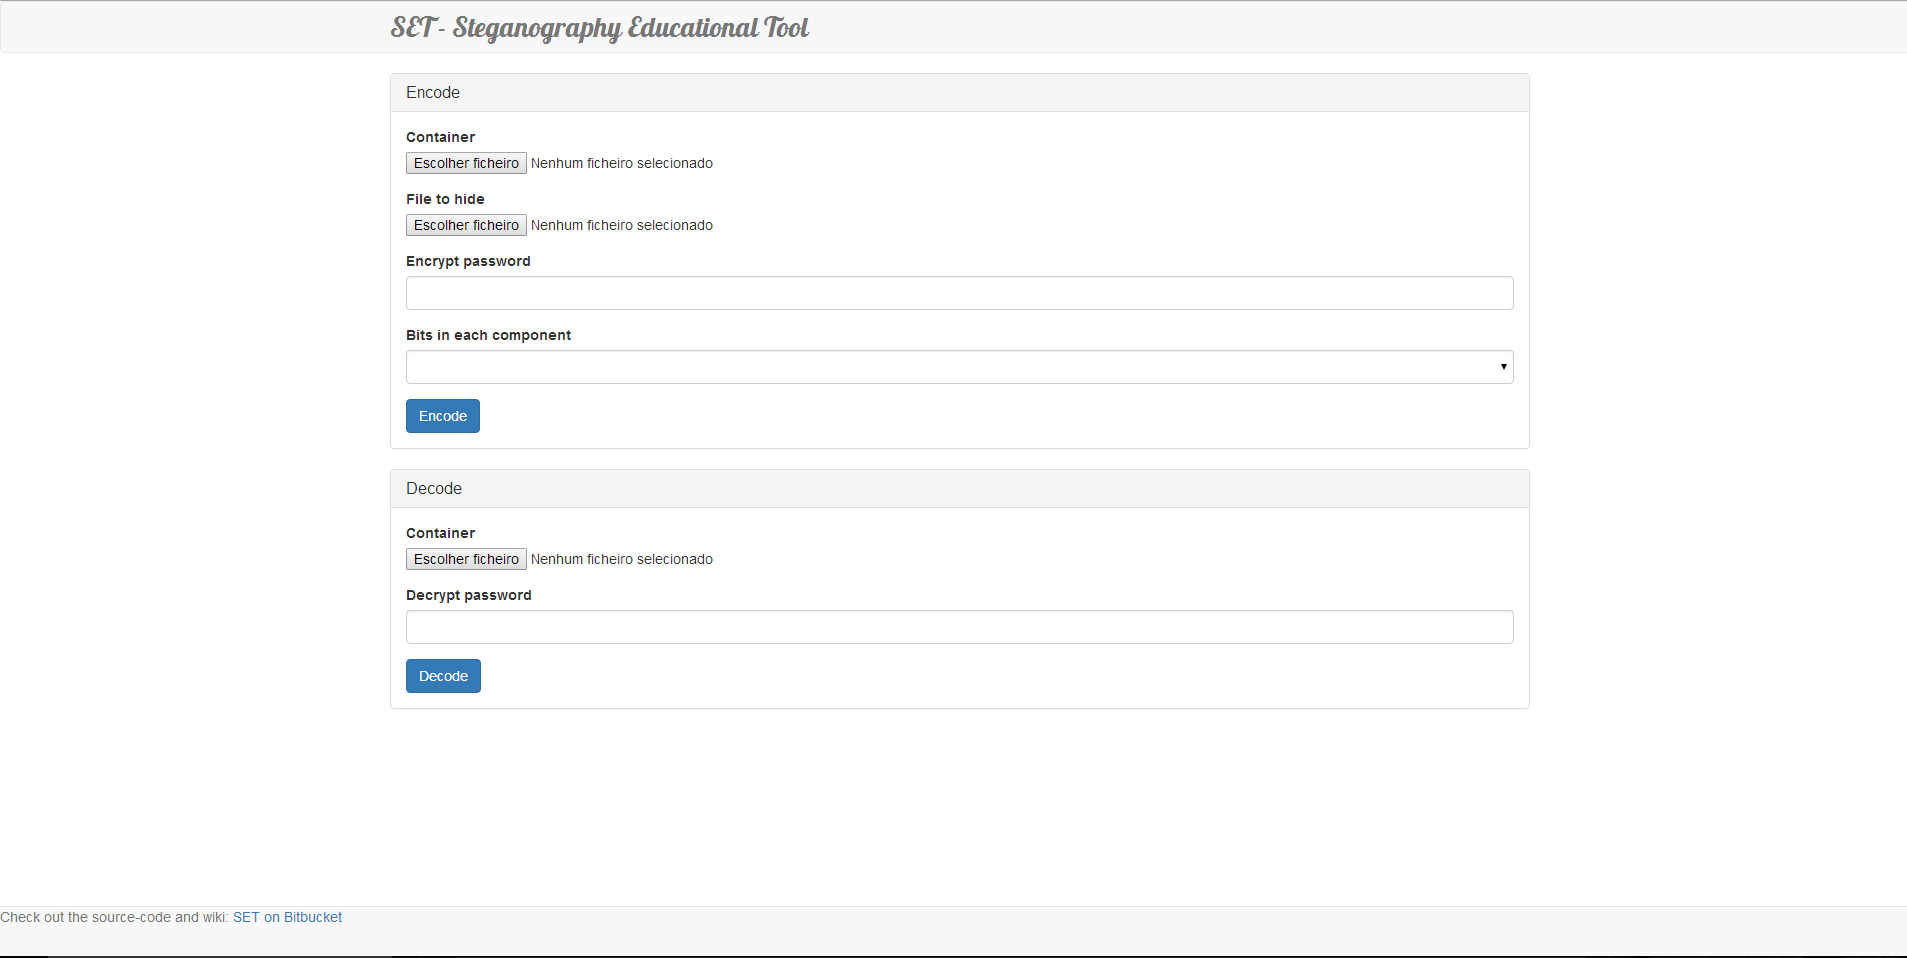 SET - Steganography Educational Tool
Encode
Container
Escolher ficheiro Nenhum ficheiro selecionado
File to hide
Escolher ficheiro Nenhum ficheiro selecionado
Encrypt password
Bits in each component
Encode
Decode
Container
Escolher ficheiro Nenhum ficheiro selecionado
Decrypt password
Decode
Check out the source-code and wiki: SET on Bitbucket